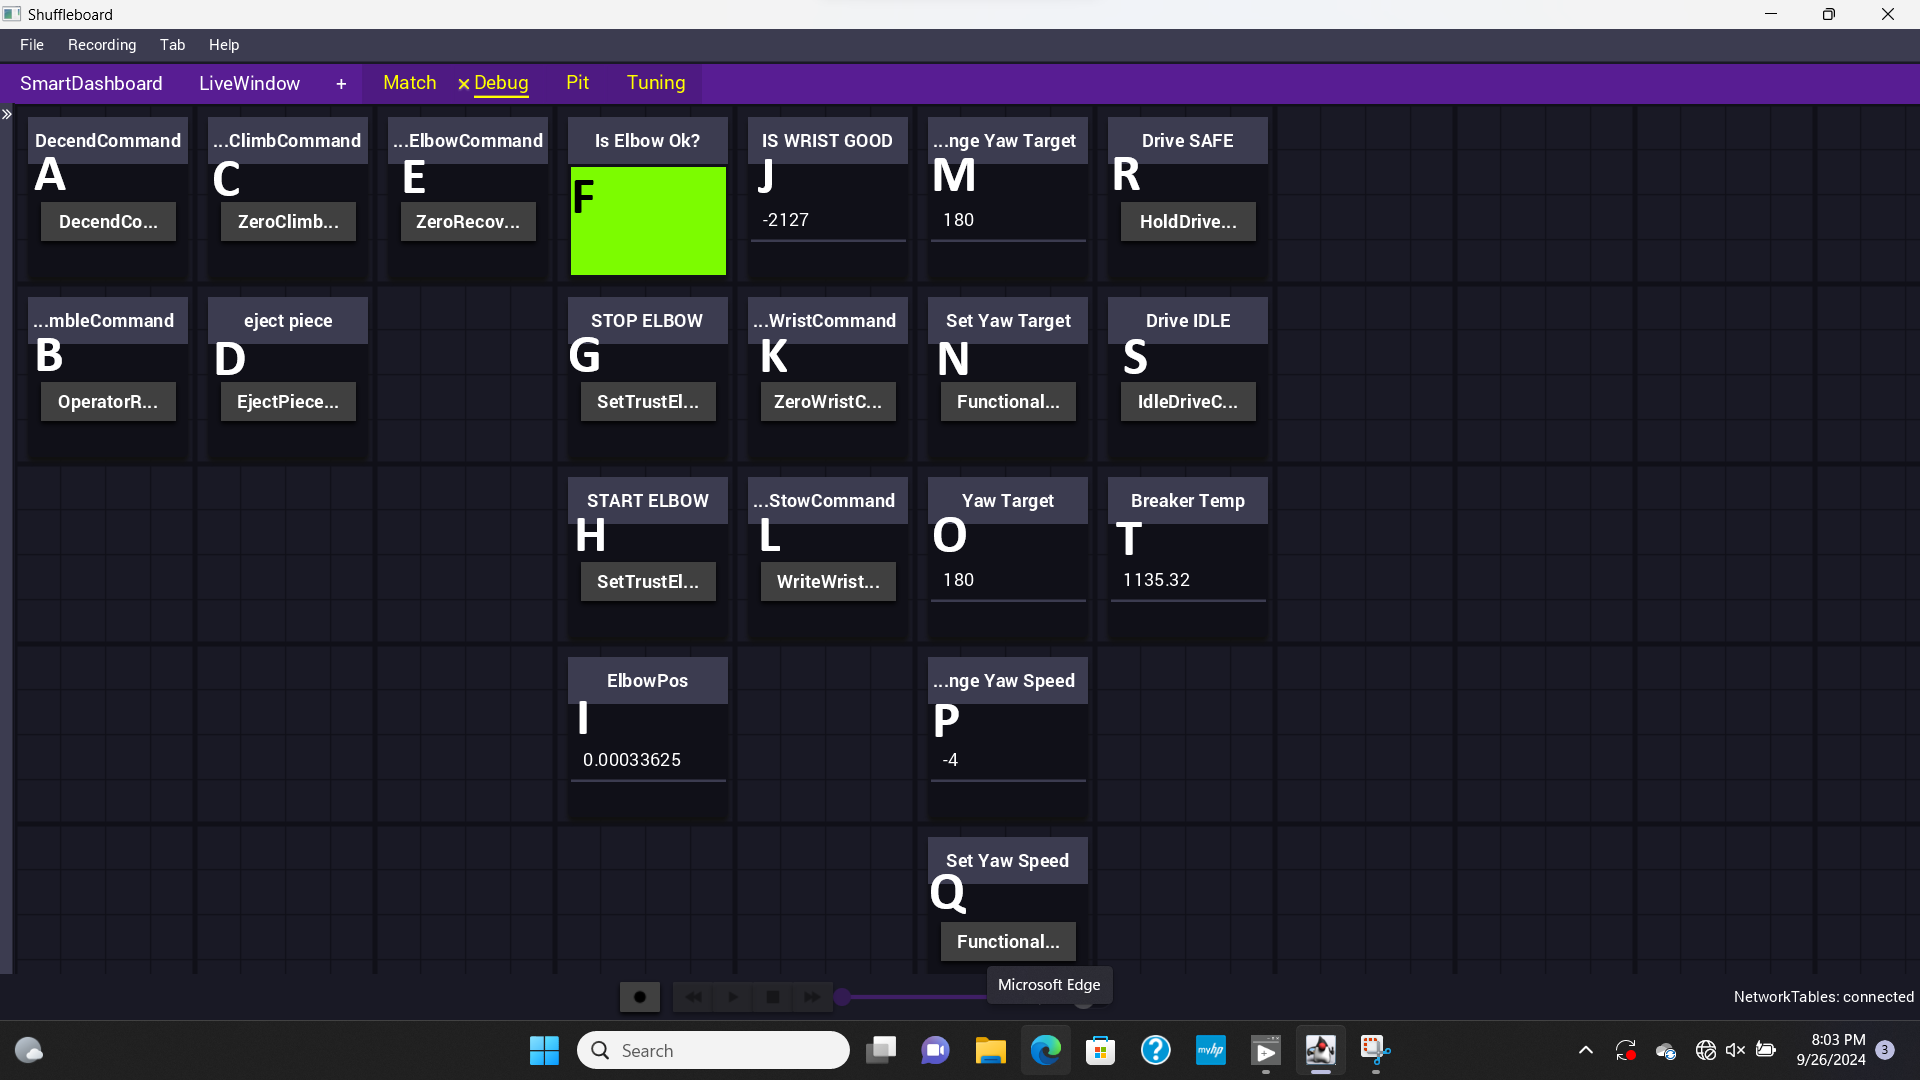 Shuffleboard
File Recording Tab Help
SmartDashboard LiveWindow + Match × Debug Pit Tuning
»
DecendCommand ...ClimbCommand ...ElbowCommand Is Elbow Ok? IS WRIST GOOD ...nge Yaw Target Drive SAFE
A C E F J M R
DecendCo... ZeroClimb... ZeroRecov... -2127 180 HoldDrive...
...mbleCommand eject piece STOP ELBOW ...WristCommand Set Yaw Target Drive IDLE
B D G K N S
OperatorR... EjectPiece... SetTrustEl... ZeroWristC... Functional... IdleDriveC...
START ELBOW ...StowCommand Yaw Target Breaker Temp
H L O T
SetTrustEl... WriteWrist... 180 1135.32
ElbowPos ...nge Yaw Speed
I P
0.00033625 -4
Set Yaw Speed
Q
Functional...
Microsoft Edge
NetworkTables: connected
Search
myhp
8:03 PM
9/26/2024
3